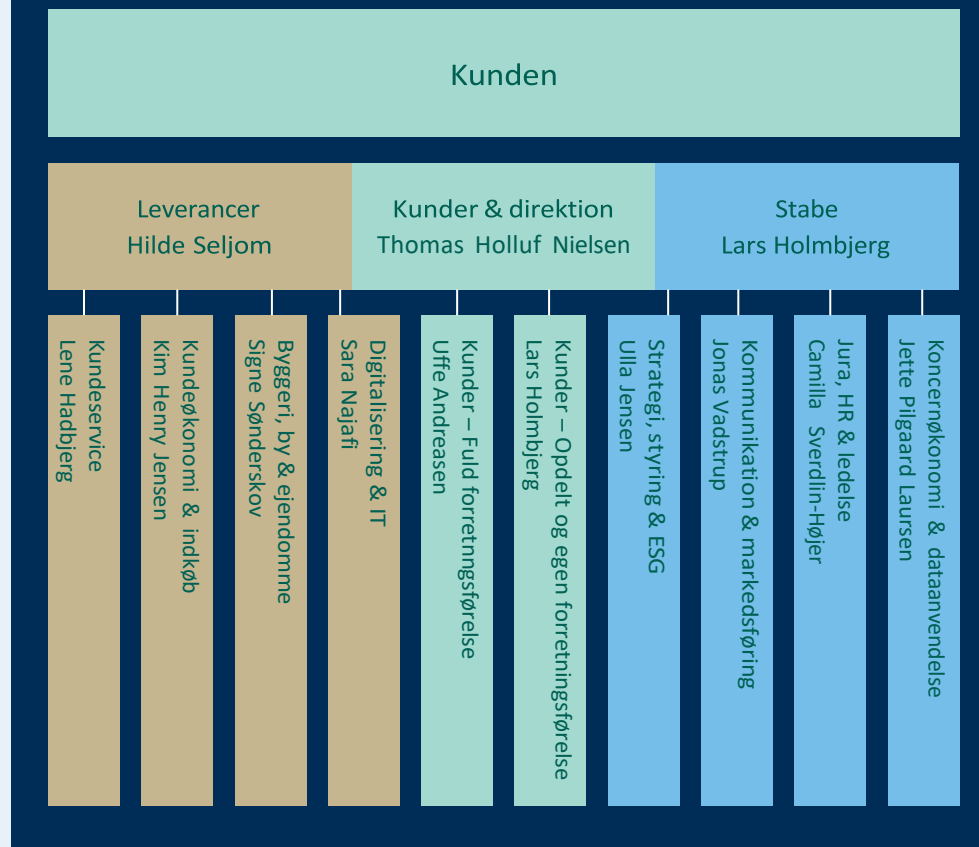 Kunden
Leverancer
Hilde Seljom
Kunder & direktion
Thomas Holluf Nielsen
Stabe
Lars Holmbjerg
Kundeservice
Lene Hadbjerg
Kundeøkonomi & indkøb
Kim Henry Jensen
Byggeri, by & ejendomme
Signe Sønderskov
Digitalisering & IT
Sara Najafi
Kunder – Fuld forretnngsførelse
Uffe Andreasen
Kunder – Opdelt og egen forretningsførelse
Lars Holmbjerg
Strategi, styring & ESG
Ulla Jensen
Kommunikation & markedsføring
Jonas Vadstrup
Jura, HR & ledelse
Camilla Sverdlin-Højer
Koncernøkonomi & dataanvendelse
Jette Pilgaard Laursen